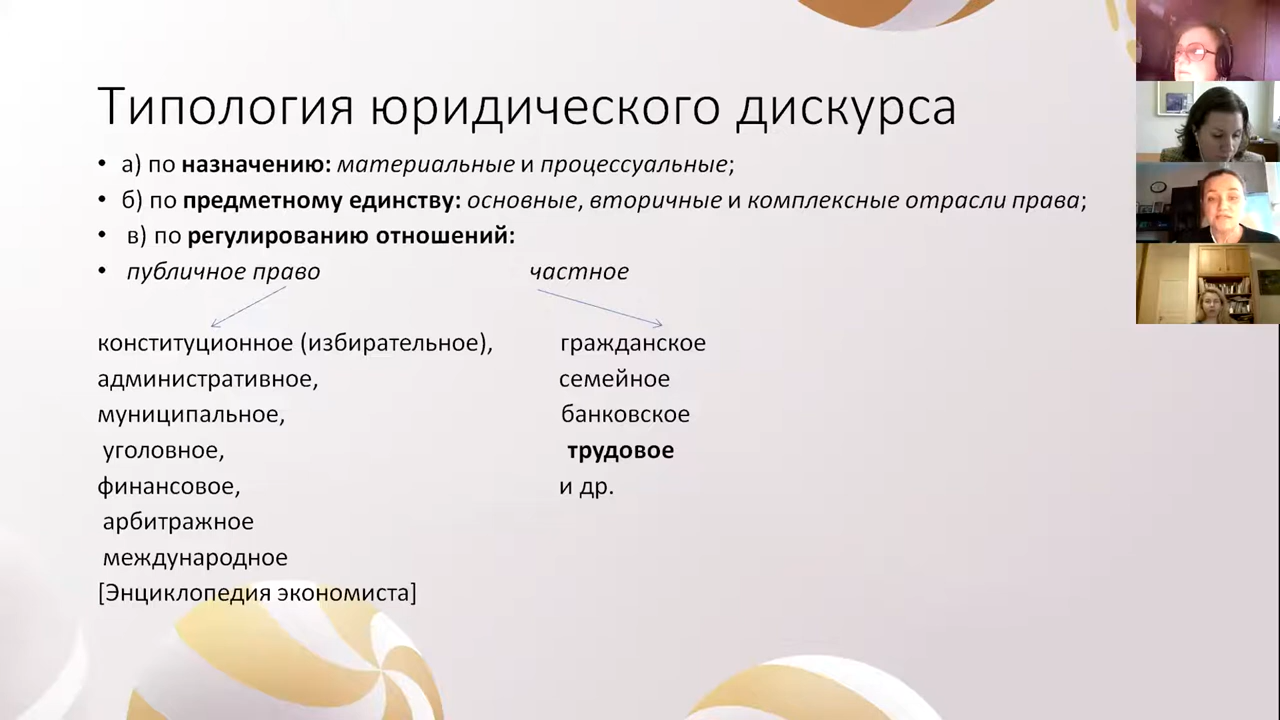 Типология юридического дискурса
• а) по назначению: материальные и процессуальные;
• б) по предметному единству: основные, вторичные и комплексные отрасли права;
• в) по регулированию отношений:
• публичное право частное
конституционное (избирательное), гражданское
административное, семейное
муниципальное, банковское
уголовное, трудовое
финансовое, и др.
арбитражное
международное
[Энциклопедия экономиста]